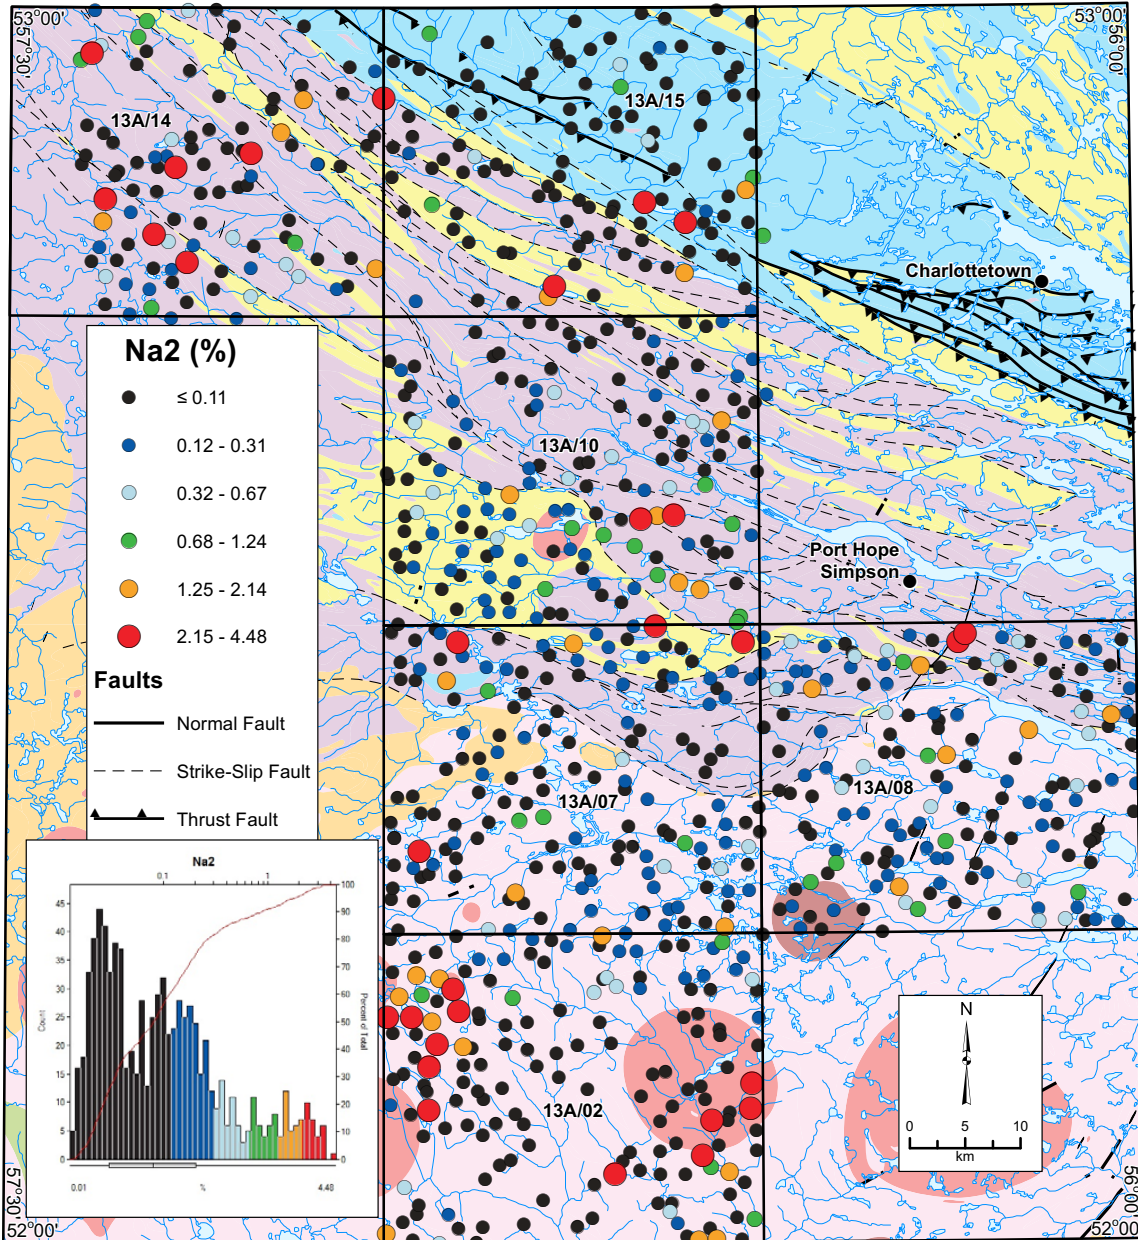 53°00'
57°30'
53°00'
56°00'
13A/14
13A/15
Charlottetown
Na2 (%)
≤ 0.11
0.12 - 0.31
0.32 - 0.67
0.68 - 1.24
1.25 - 2.14
2.15 - 4.48
Faults
Normal Fault
Strike-Slip Fault
Thrust Fault
13A/10
Port Hope
Simpson
13A/07
13A/08
Na2
0.1 1
45
40
35
30
25
20
15
10
5
0
Count
100
90
80
70
60
50
40
30
20
10
0
Percent of Total
0.01 % 4.48
13A/02
N
0 5 10
km
57°30'
52°00'
56°00'
52°00'